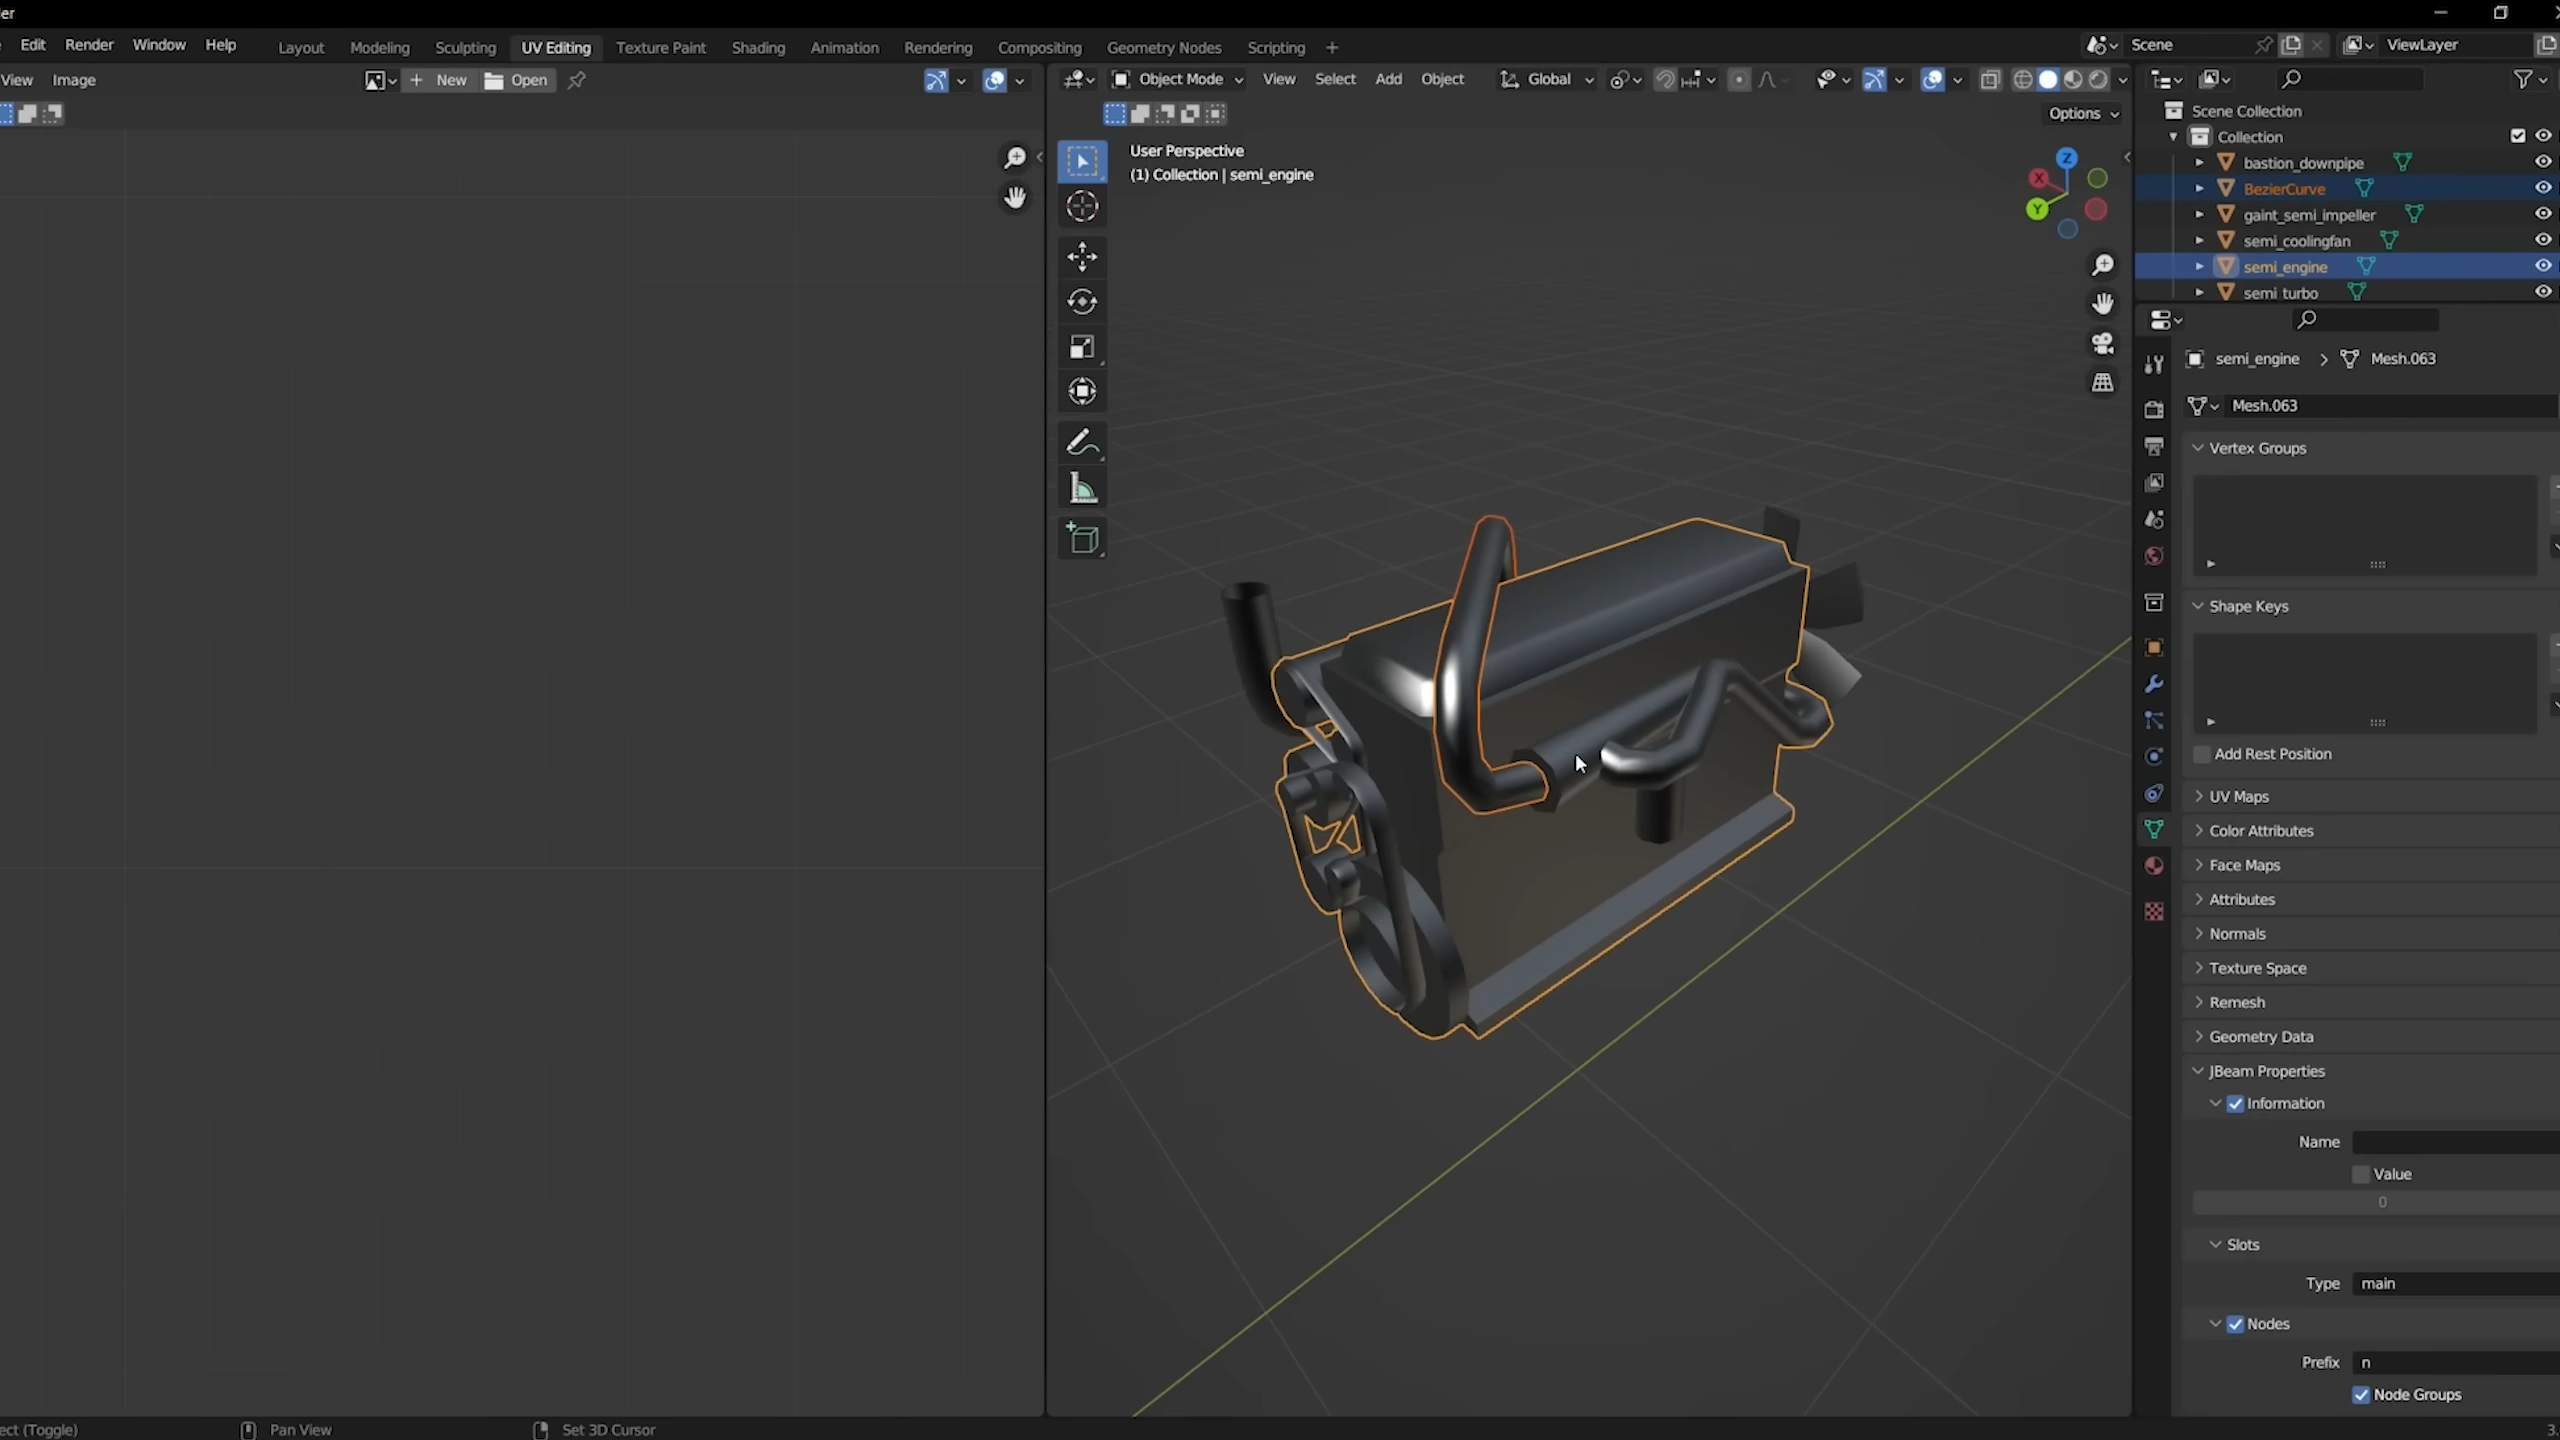 er
Edit Render Window Help Layout Modeling Sculpting UV Editing Texture Paint Shading Animation Rendering Compositing Geometry Nodes Scripting + Scene ViewLayer
View Image New Open Object Mode View Select Add Object Global
Options
User Perspective
(1) Collection | semi_engine
Z
X
Y
Scene Collection
Collection
bastion_downpipe
BezierCurve
gaint_semi_impeller
semi_coolingfan
semi_engine
semi turbo
semi_engine > Mesh.063
Mesh.063
Vertex Groups
Shape Keys
Add Rest Position
UV Maps
Color Attributes
Face Maps
Attributes
Normals
Texture Space
Remesh
Geometry Data
JBeam Properties
Information
Name
Value
0
Slots
Type main
Nodes
Prefix n
Node Groups
ect (Toggle) Pan View Set 3D Cursor 3.